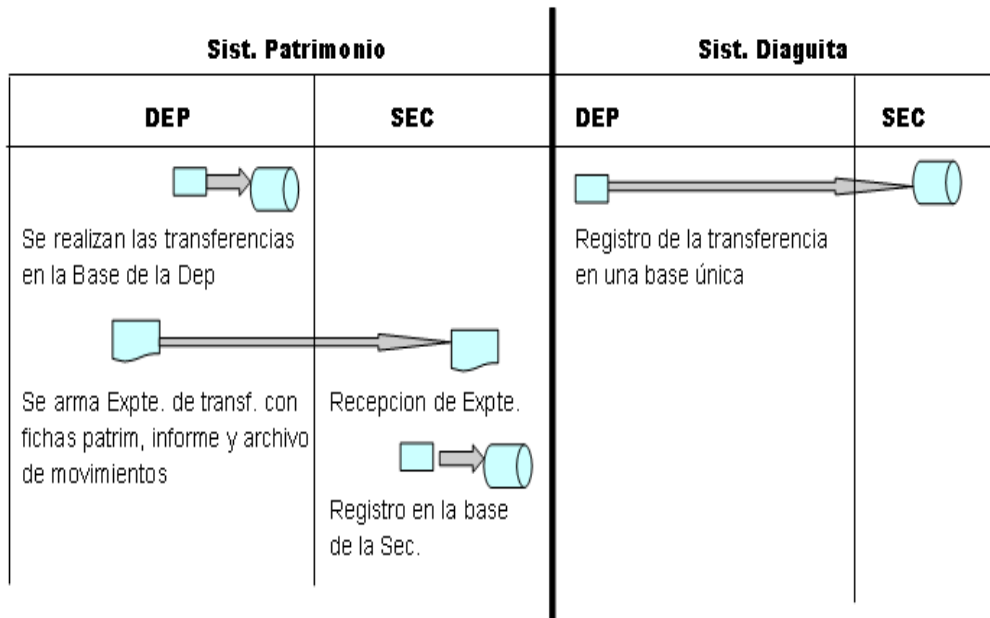 Sist. Patrimonio
Sist. Diaguita
DEP
SEC
DEP
SEC
Se realizan las transferencias
en la Base de la Dep
Registro de la transferencia
en una base única
Se arma Expte. de transf. con
fichas patrim, informe y archivo
de movimientos
Recepcion de Expte.
Registro en la base
de la Sec.